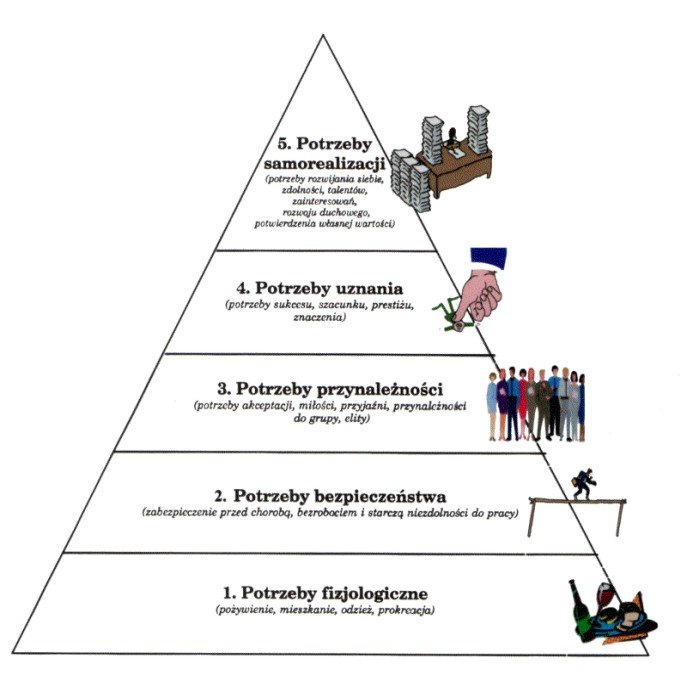 5. Potrzeby
samorealizacji
(potrzeby rozwijania siebie,
zdolności, talentów,
zainteresowań,
rozwoju duchowego,
potwierdzenia własnej wartości)
4. Potrzeby uznania
(potrzeby sukcesu, szacunku, prestiżu,
znaczenia)
3. Potrzeby przynależności
(potrzeby akceptacji, miłości, przyjaźni, przynależności
do grupy, elity)
2. Potrzeby bezpieczeństwa
(zabezpieczenie przed chorobą, bezrobociem i starczą niezdolności do pracy)
1. Potrzeby fizjologiczne
(pożywienie, mieszkanie, odzież, prokreacja)